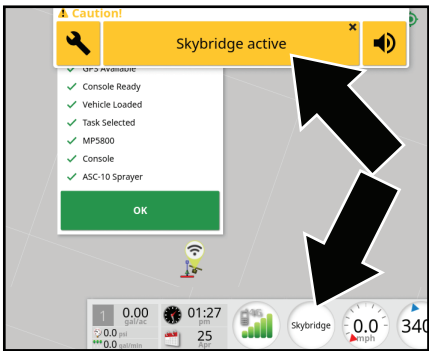 Caution!
Skybridge active
GPS Available
Console Ready
Vehicle Loaded
Task Selected
MP5800
Console
ASC-10 Sprayer
OK
1
0.00
gal/ac
0.0 psi
0.0 gal/min
01:27
pm
25
Apr
4G
Skybridge
0.0
mph
340